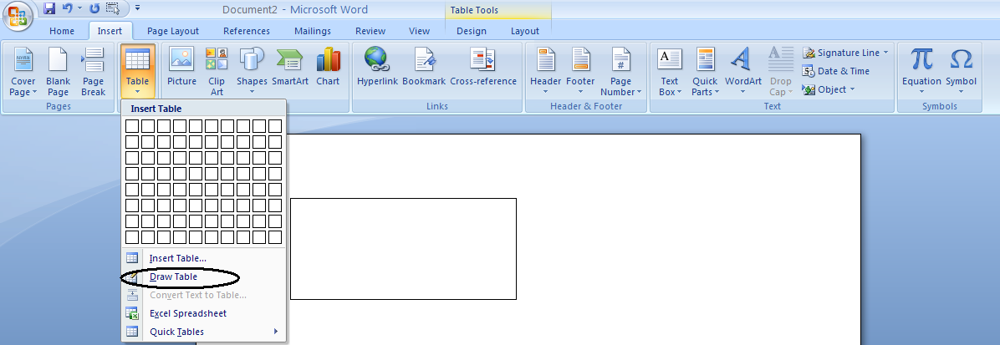 Document2 - Microsoft Word
Table Tools
Home Insert Page Layout References Mailings Review View Design Layout
Cover Page
Blank Page
Page Break
Pages
Table
Picture
Clip Art
Shapes
SmartArt
Chart
Hyperlink
Bookmark
Cross-reference
Links
Header
Footer
Page Number
#
Header & Footer
A
Text Box
Quick Parts
A
WordArt
A
Drop Cap
Signature Line
Date & Time
Object
Text
π
Equation
Ω
Symbol
Symbols
Insert Table
Insert Table...
Draw Table
Convert Text to Table...
Excel Spreadsheet
Quick Tables